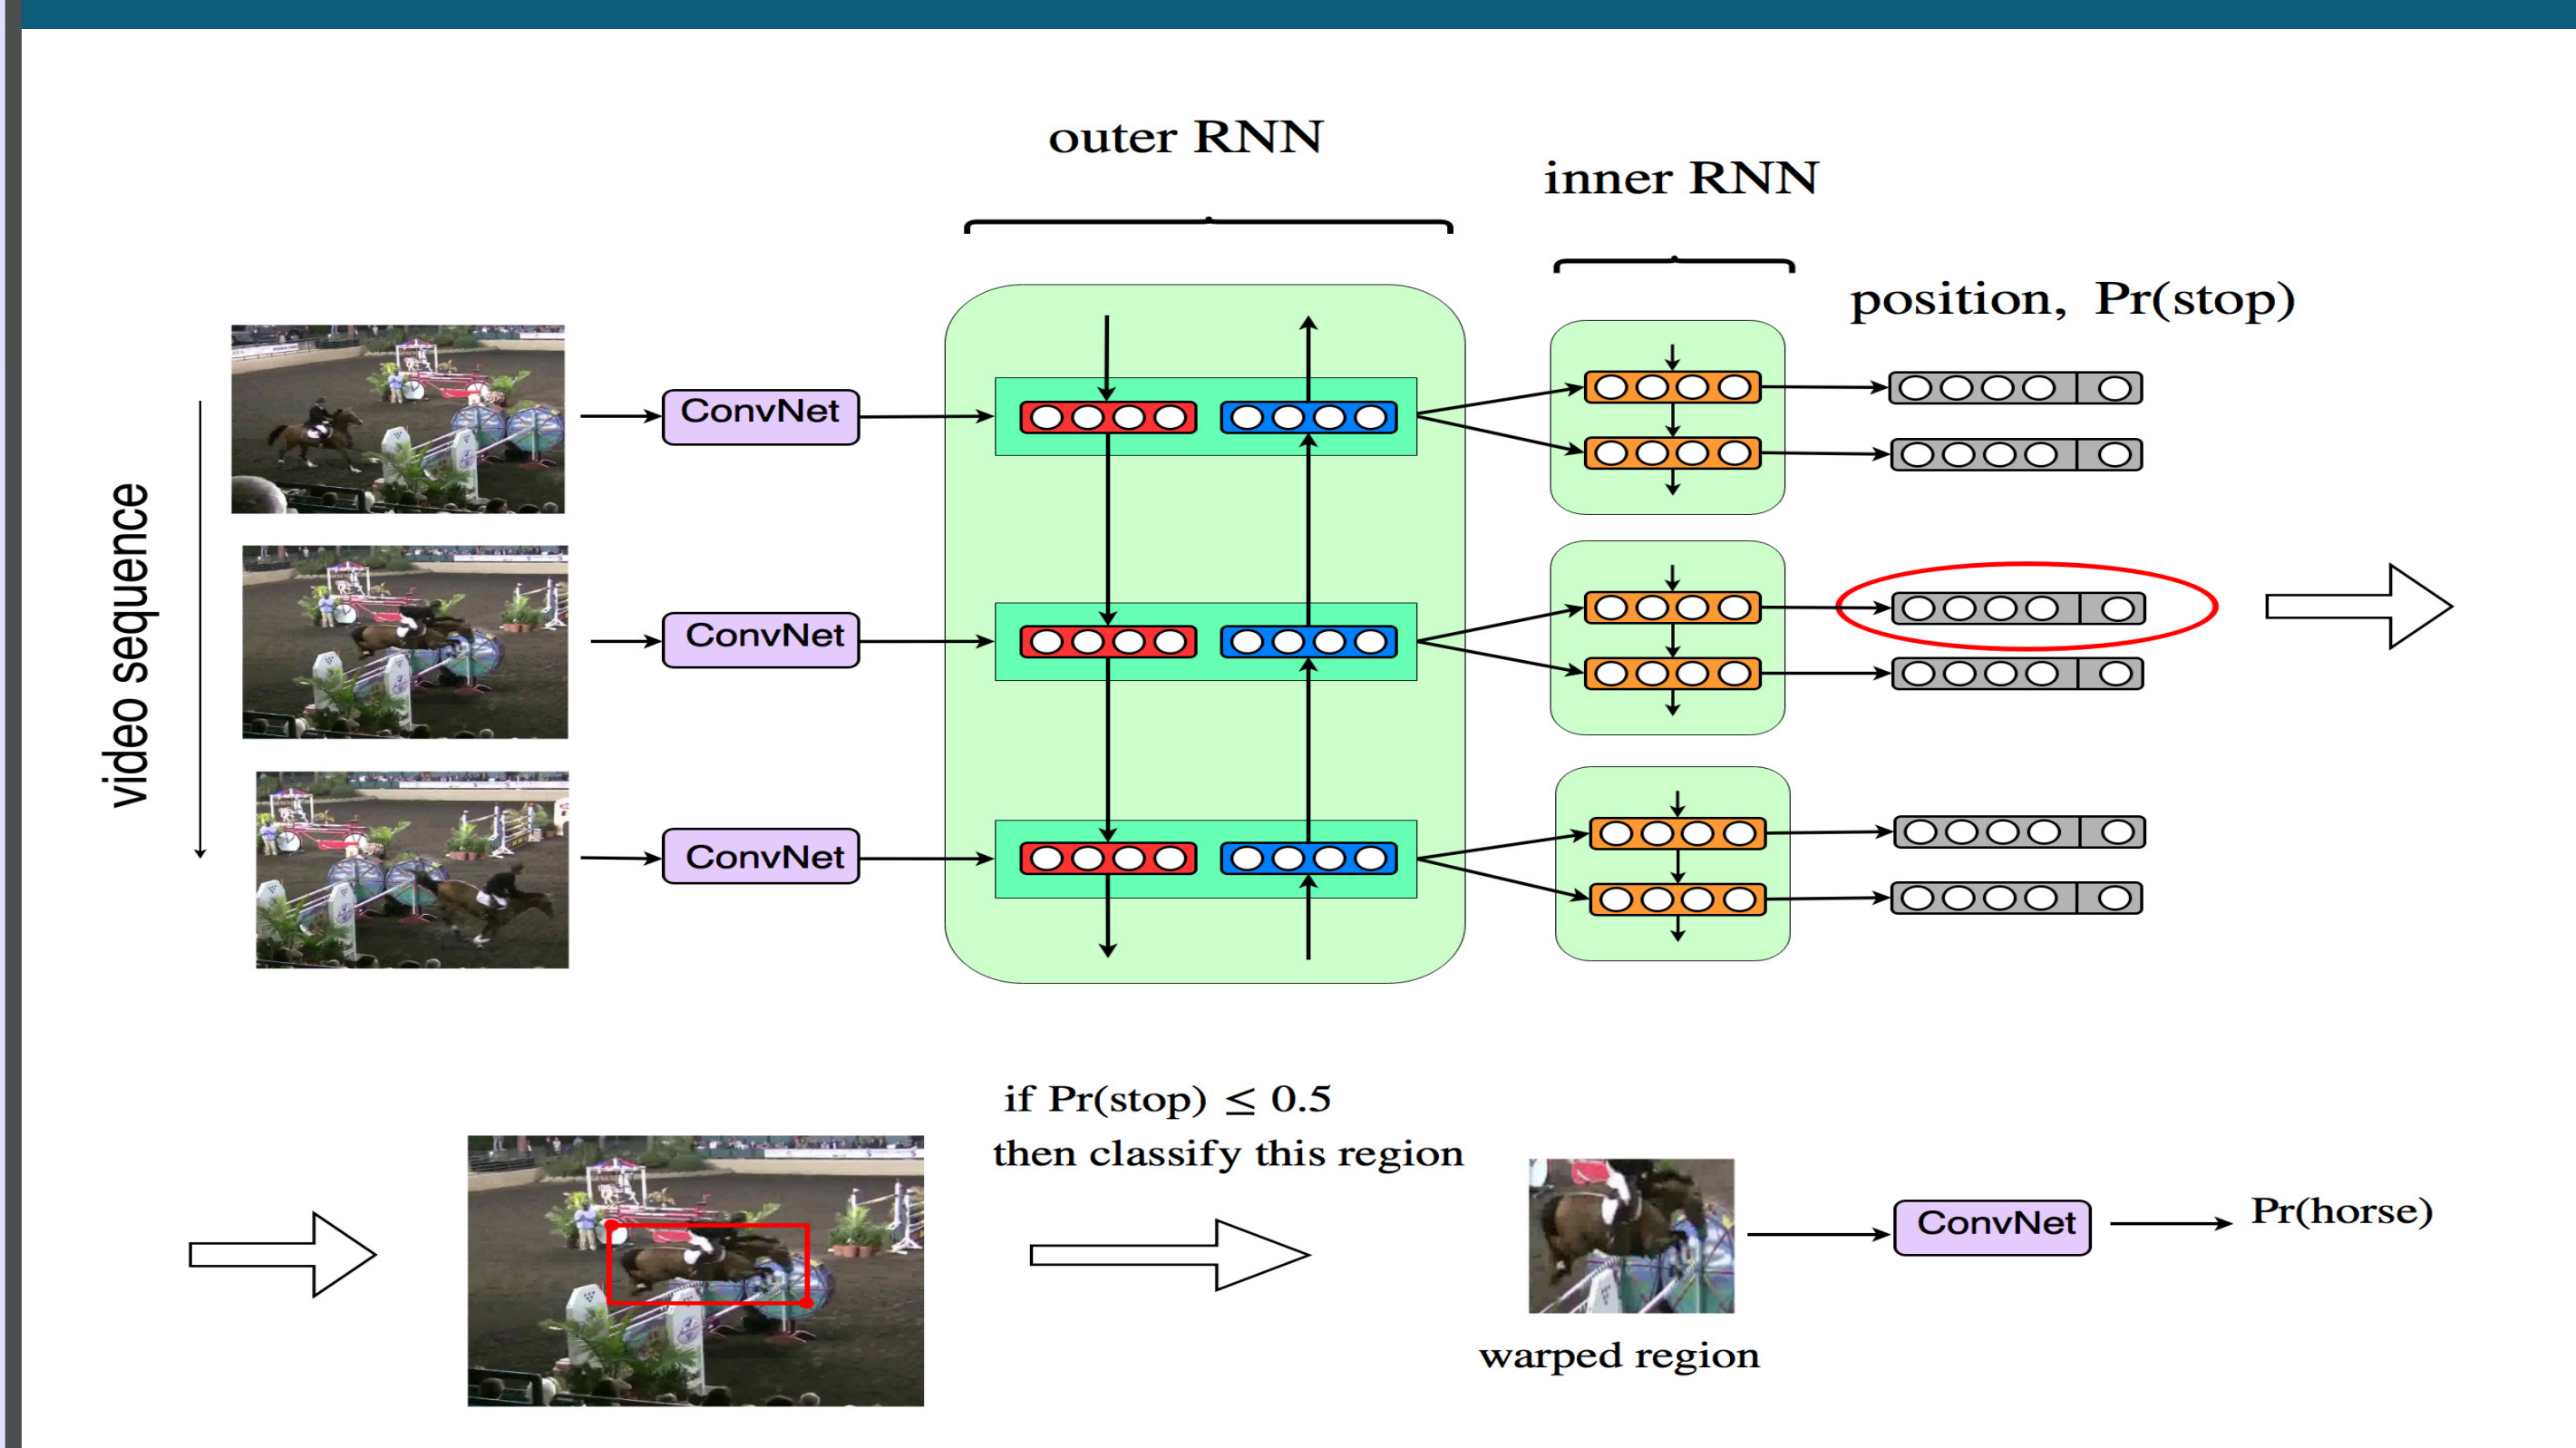 outer RNN
inner RNN
position, Pr(stop)
video sequence
ConvNet
ConvNet
ConvNet
if Pr(stop) ≤ 0.5
then classify this region
ConvNet
Pr(horse)
warped region